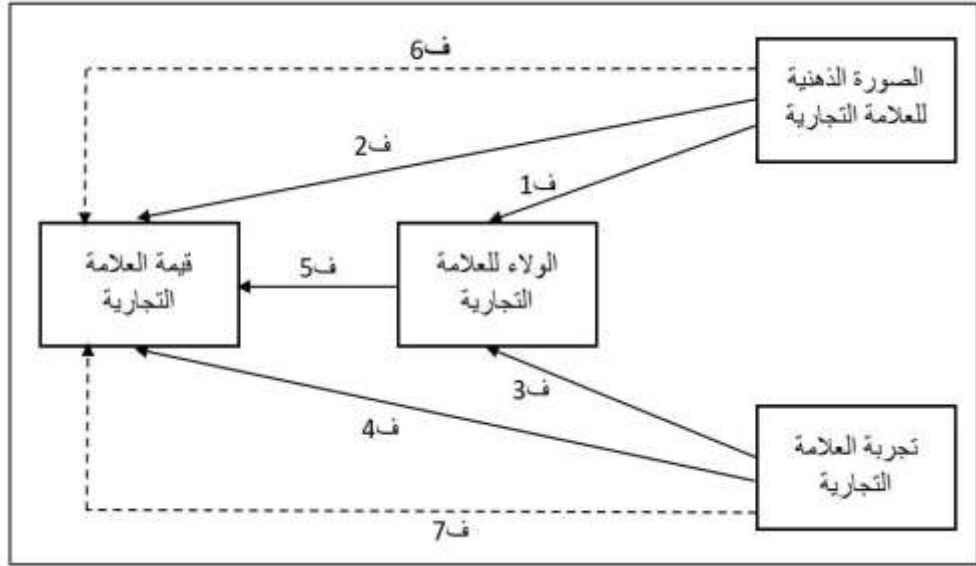 ف6
الصورة الذهنية
للعلامة التجارية
ف2
ف1
الولاء للعلامة
التجارية
ف5
قيمة العلامة
التجارية
ف3
ف4
تجربة العلامة
التجارية
ف7